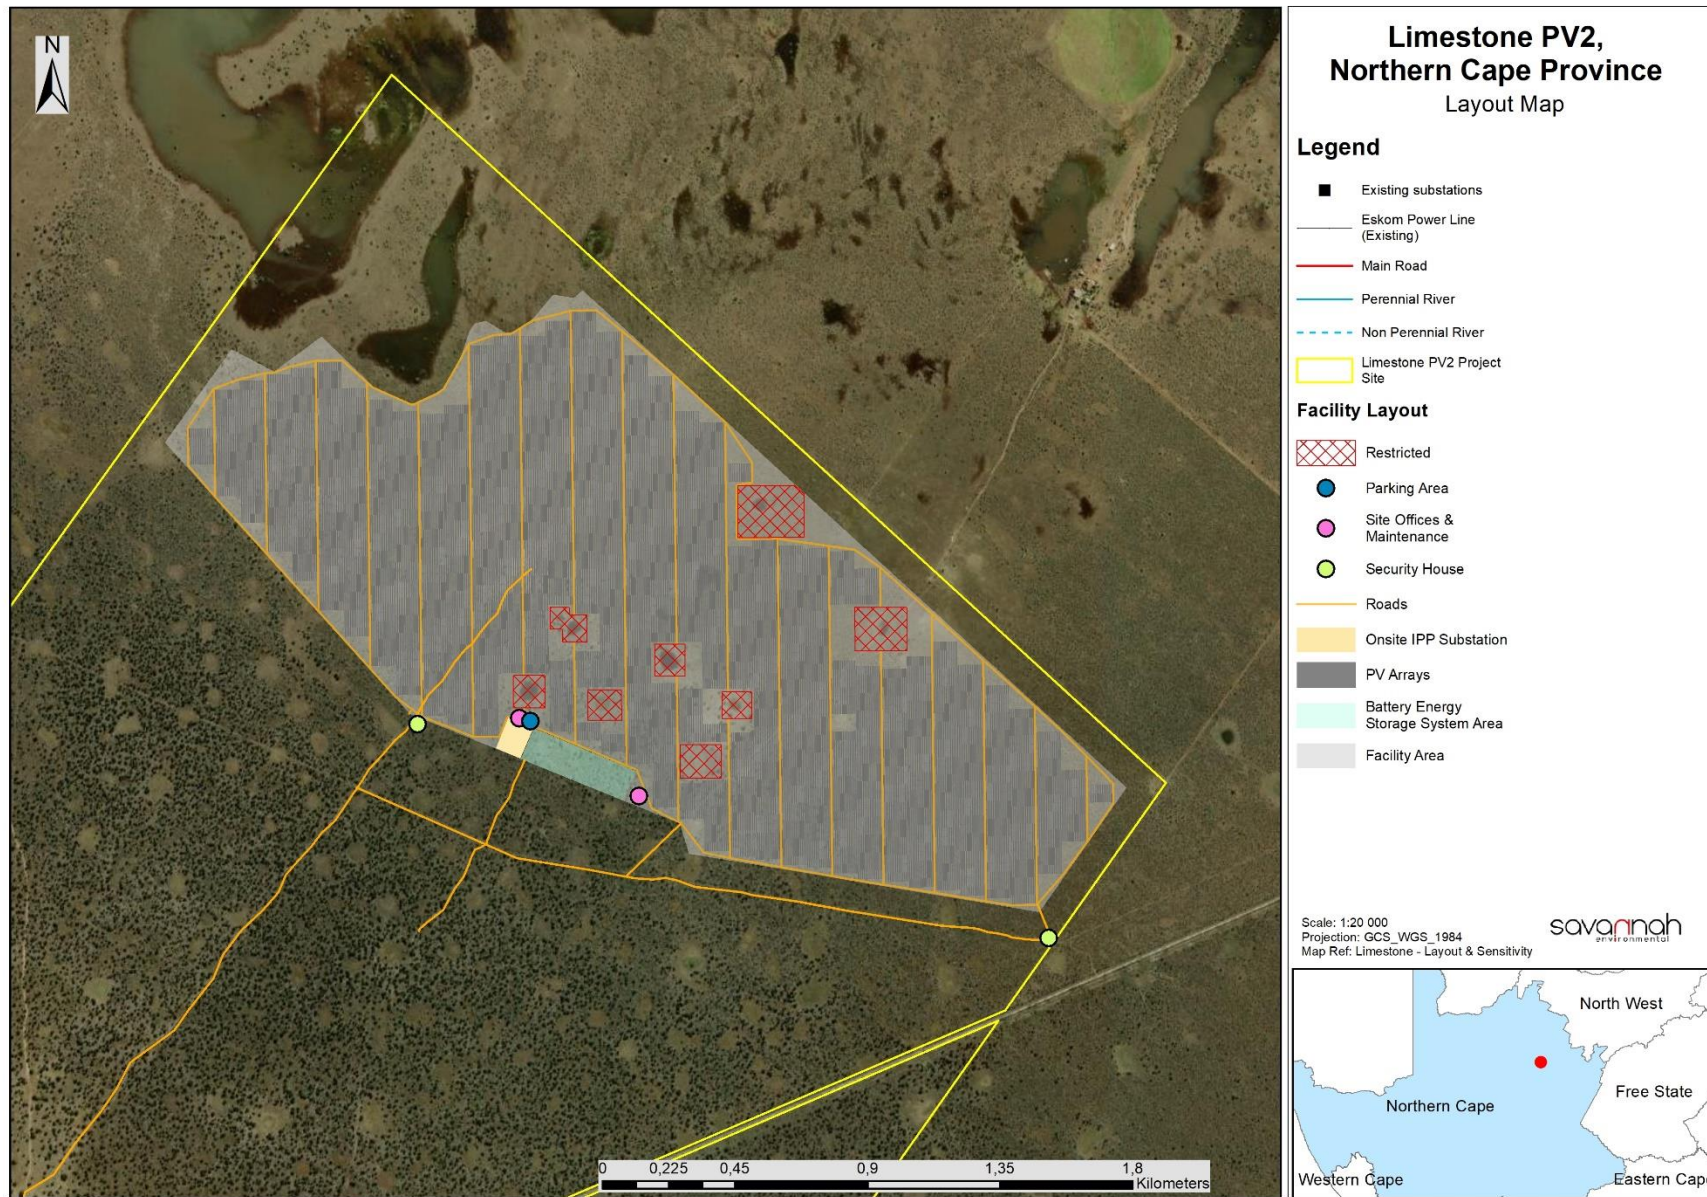 N
Limestone PV2,
Northern Cape Province
Layout Map
Legend
Existing substations
Eskom Power Line
(Existing)
Main Road
Perennial River
Non Perennial River
Limestone PV2 Project
Site
Facility Layout
Restricted
Parking Area
Site Offices &
Maintenance
Security House
Roads
Onsite IPP Substation
PV Arrays
Battery Energy
Storage System Area
Facility Area
Scale: 1:20 000
Projection: GCS_WGS_1984
Map Ref: Limestone - Layout & Sensitivity
savannah
environmental
North West
Free State
Northern Cape
Western Cape
Eastern Cap
0 0,225 0,45 0,9 1,35 1,8
Kilometers